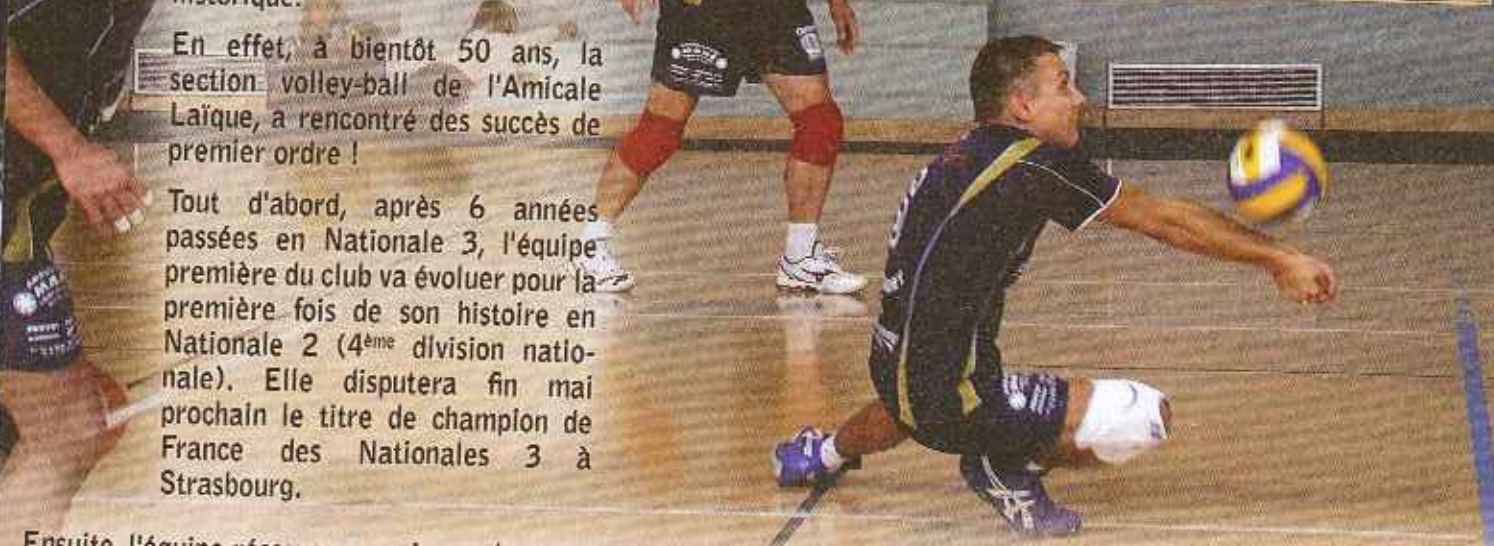 historique.
En effet, à bientôt 50 ans, la
section volley-ball de l'Amicale
Laïque, a rencontré des succès de
premier ordre !
Tout d'abord, après 6 années
passées en Nationale 3, l'équipe
première du club va évoluer pour la
première fois de son histoire en
Nationale 2 (4ème division natio-
nale). Elle disputera fin mai
prochain le titre de champion de
France des Nationales 3 à
Strasbourg.
Ensuite, l'équipe